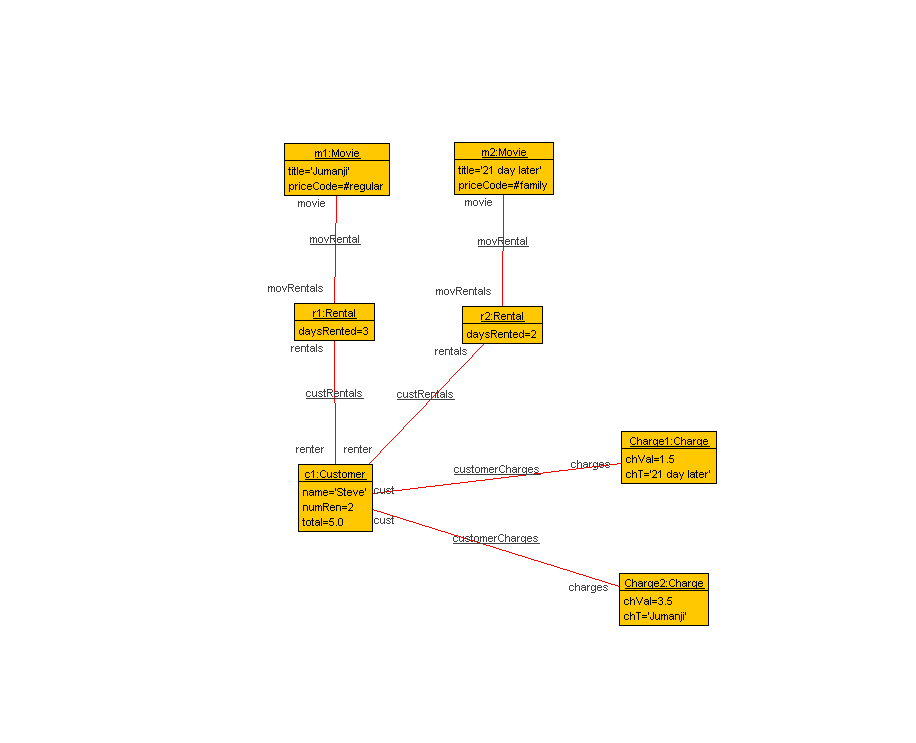 m1:Movie
title='Jumanji'
priceCode=#regular
m2:Movie
title='21 day later'
priceCode=#family
movie
movie
movRental
movRental
movRentals
movRentals
r1:Rental
daysRented=3
r2:Rental
daysRented=2
rentals
rentals
custRentals
custRentals
renter
renter
c1:Customer
name='Steve'
numRen=2
total=5.0
cust
cust
customerCharges
charges
Charge1:Charge
chVal=1.5
chT='21 day later'
customerCharges
charges
Charge2:Charge
chVal=3.5
chT='Jumanji'